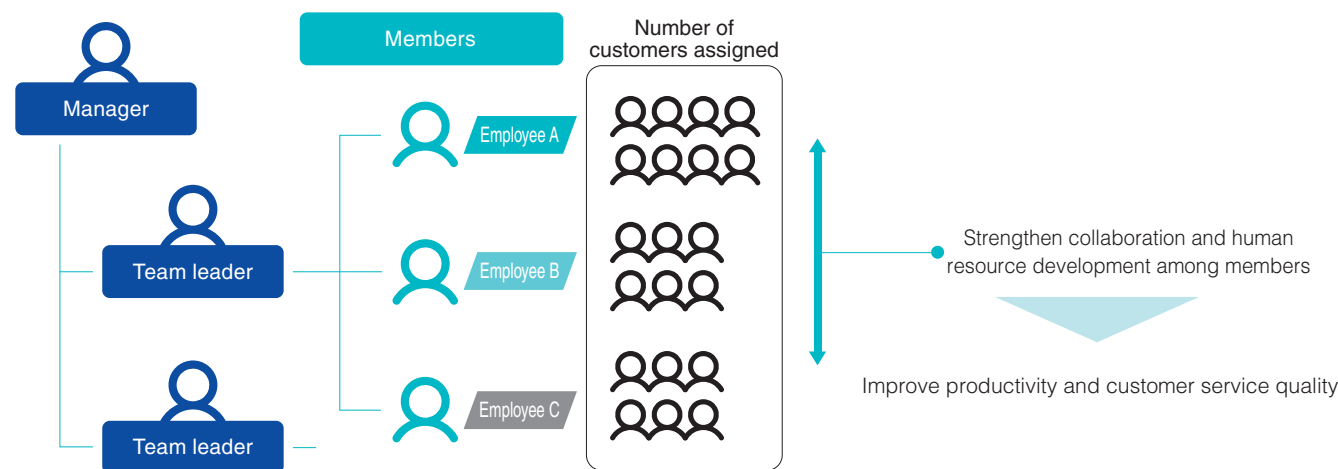 Manager
Members
Number of
customers assigned
Employee A
Team leader
Employee B
Strengthen collaboration and human
resource development among members
Improve productivity and customer service quality
Employee C
Team leader